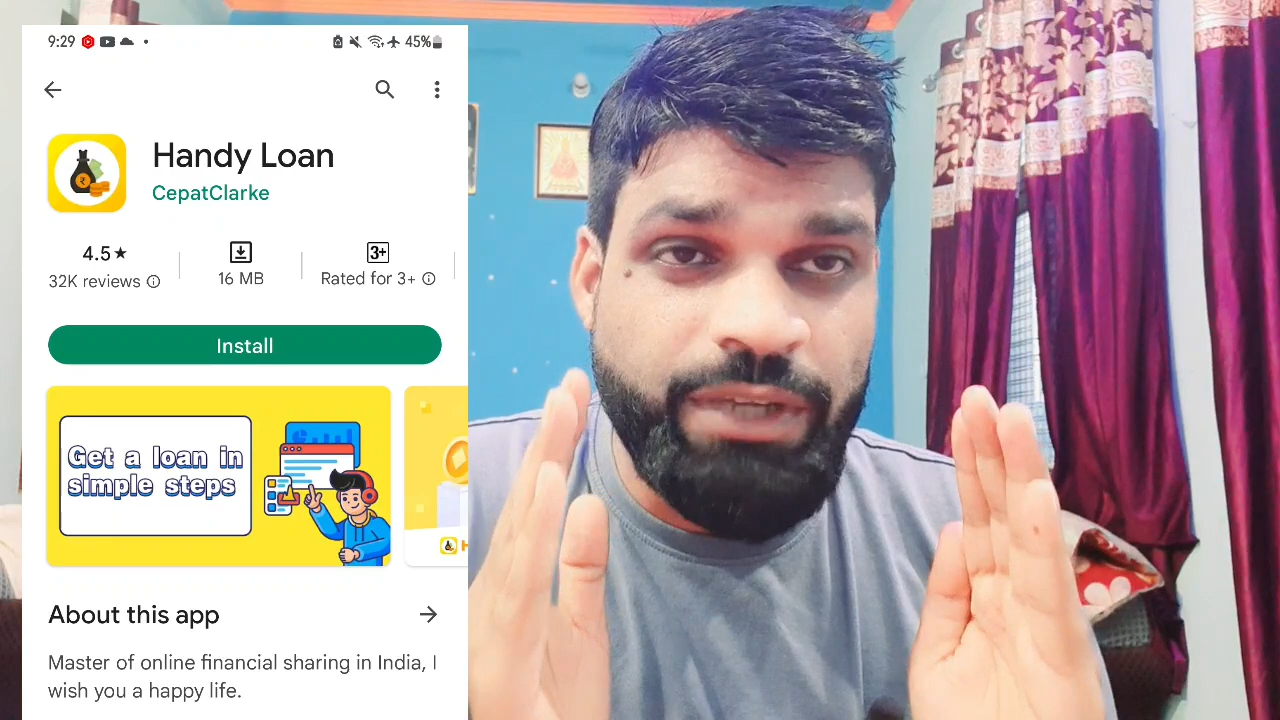 9:29
45%
Handy Loan
CepatClarke
4.5★
32K reviews
16 MB
3+
Rated for 3+
Install
Get a loan in
simple steps
About this app
Master of online financial sharing in India, I
wish you a happy life.